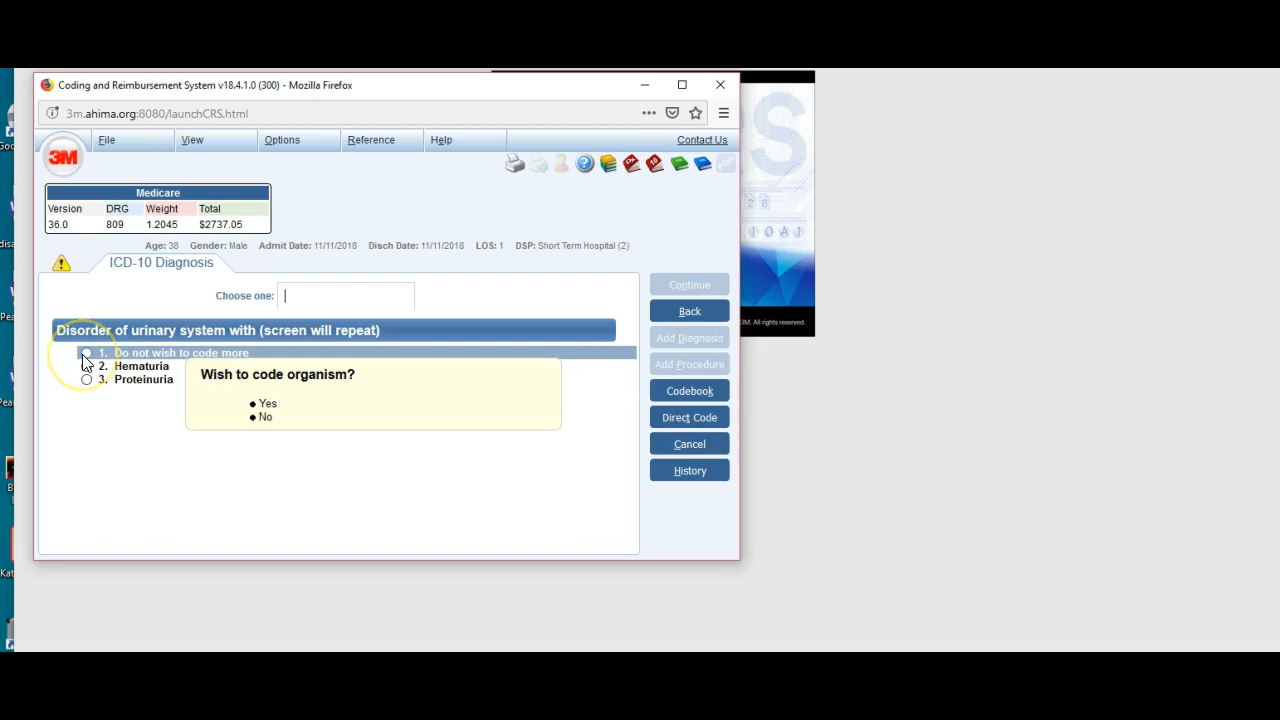 Coding and Reimbursement System v18.4.1.0 (300) - Mozilla Firefox
3m.ahima.org:8080/launchCRS.html
File View Options Reference Help Contact Us
3M
Medicare
Version DRG Weight Total
36.0 809 1.2045 $2737.05
Age: 38 Gender: Male Admit Date: 11/11/2018 Disch Date: 11/11/2018 LOS: 1 DSP: Short Term Hospital (2)
ICD-10 Diagnosis
Choose one:
Disorder of urinary system with (screen will repeat)
1. Do not wish to code more
2. Hematuria
3. Proteinuria
Wish to code organism?
Yes
No
Continue
Back
Add Diagnosis
Add Procedure
Codebook
Direct Code
Cancel
History
S
26
10A1
3M. All rights reserved.